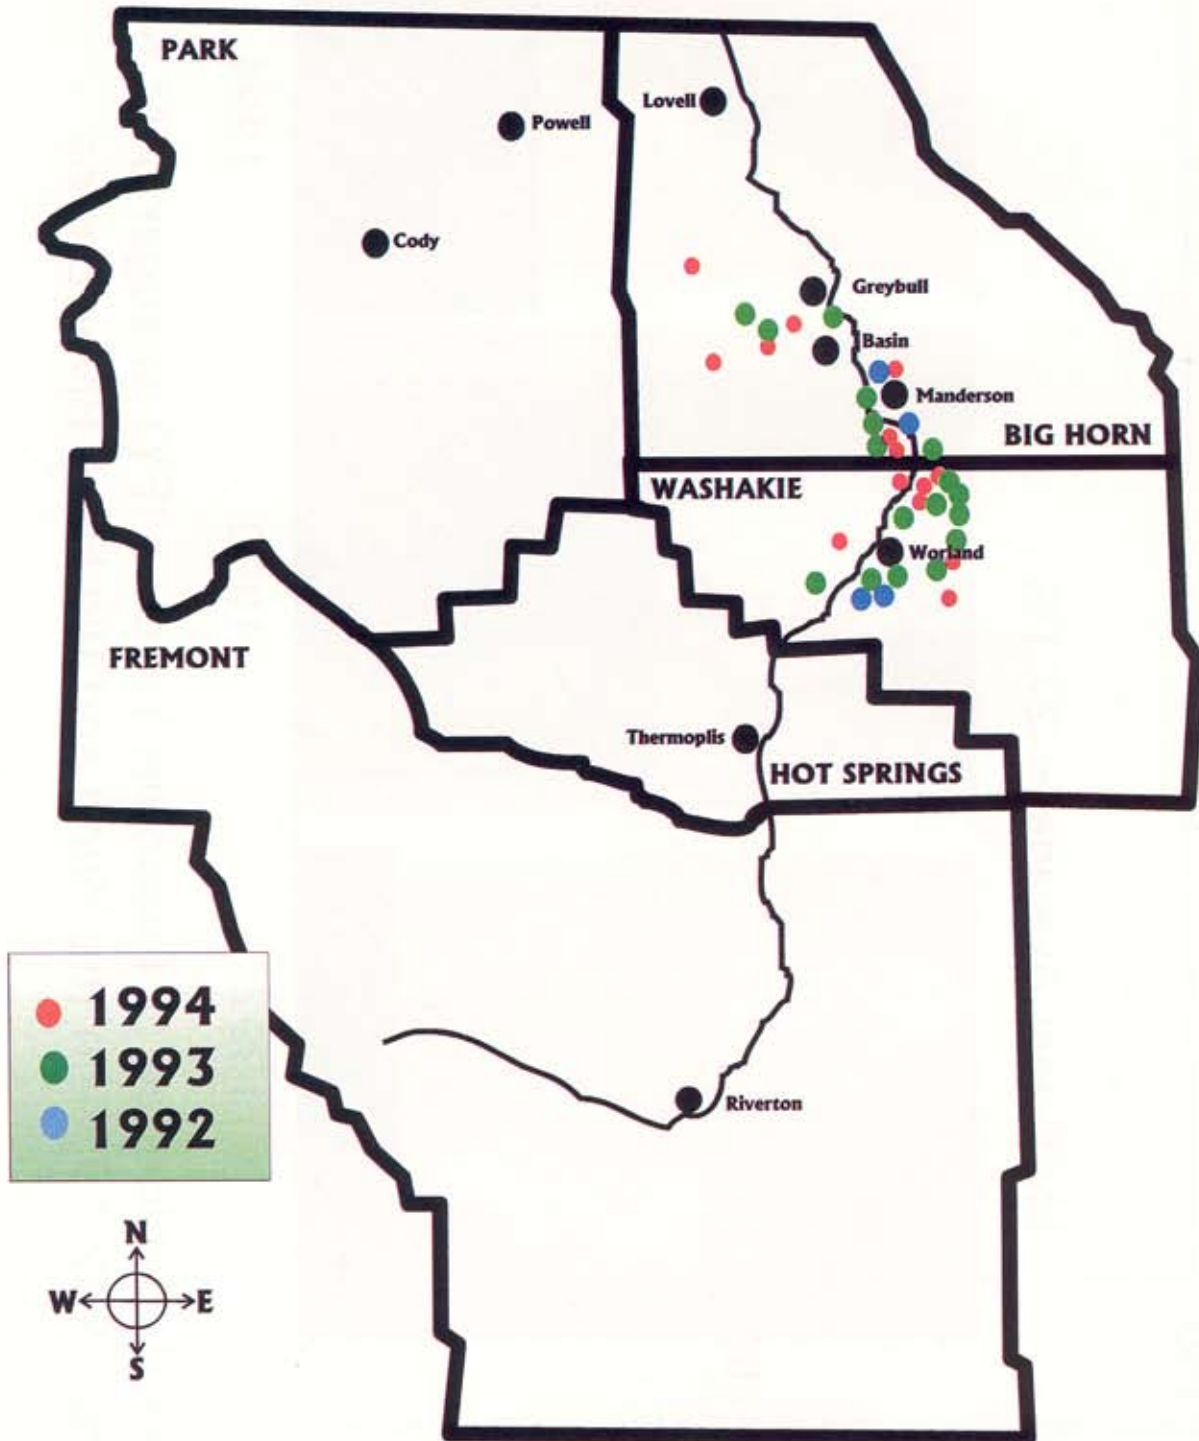 PARK
Lovell
Powell
Cody
Greybull
Basin
Manderson
BIG HORN
WASHAKIE
Worland
FREMONT
Thermoplis
HOT SPRINGS
1994
1993
1992
Riverton
N
W E
S